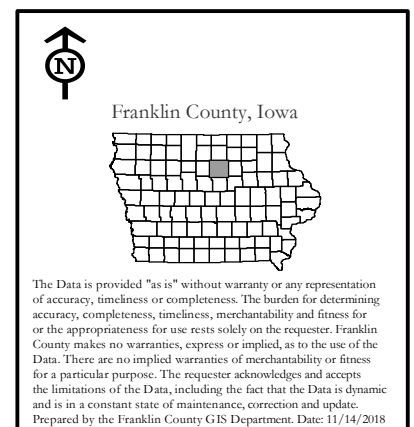 N
Franklin County, Iowa
The Data is provided "as is" without warranty or any representation
of accuracy, timeliness or completeness. The burden for determining
accuracy, completeness, timeliness, merchantability and fitness for
or the appropriateness for use rests solely on the requester. Franklin
County makes no warranties, express or implied, as to the use of the
Data. There are no implied warranties of merchantability or fitness
for a particular purpose. The requester acknowledges and accepts
the limitations of the Data, including the fact that the Data is dynamic
and is in a constant state of maintenance, correction and update.
Prepared by the Franklin County GIS Department. Date: 11/14/2018